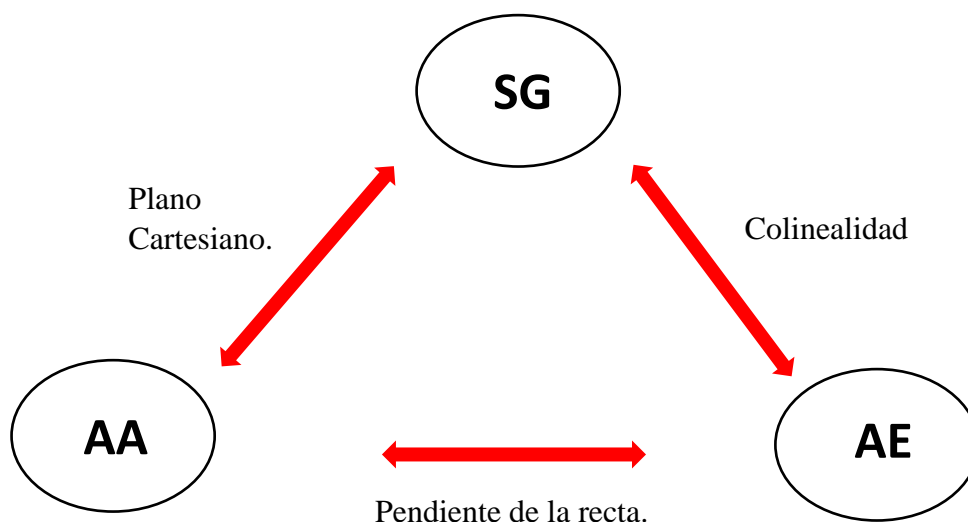 SG
Plano
Cartesiano.
Colinealidad
AA
AE
Pendiente de la recta.